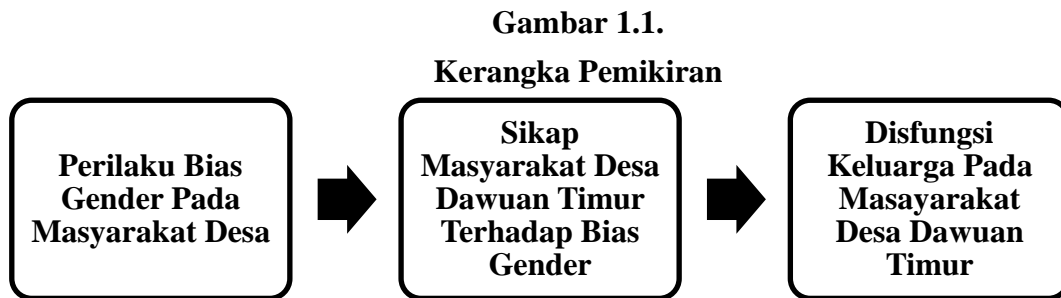 Gambar 1.1.
Kerangka Pemikiran
Perilaku Bias
Gender Pada
Masyarakat Desa
Sikap
Masyarakat Desa
Dawuan Timur
Terhadap Bias
Gender
Disfungsi
Keluarga Pada
Masayarakat
Desa Dawuan
Timur